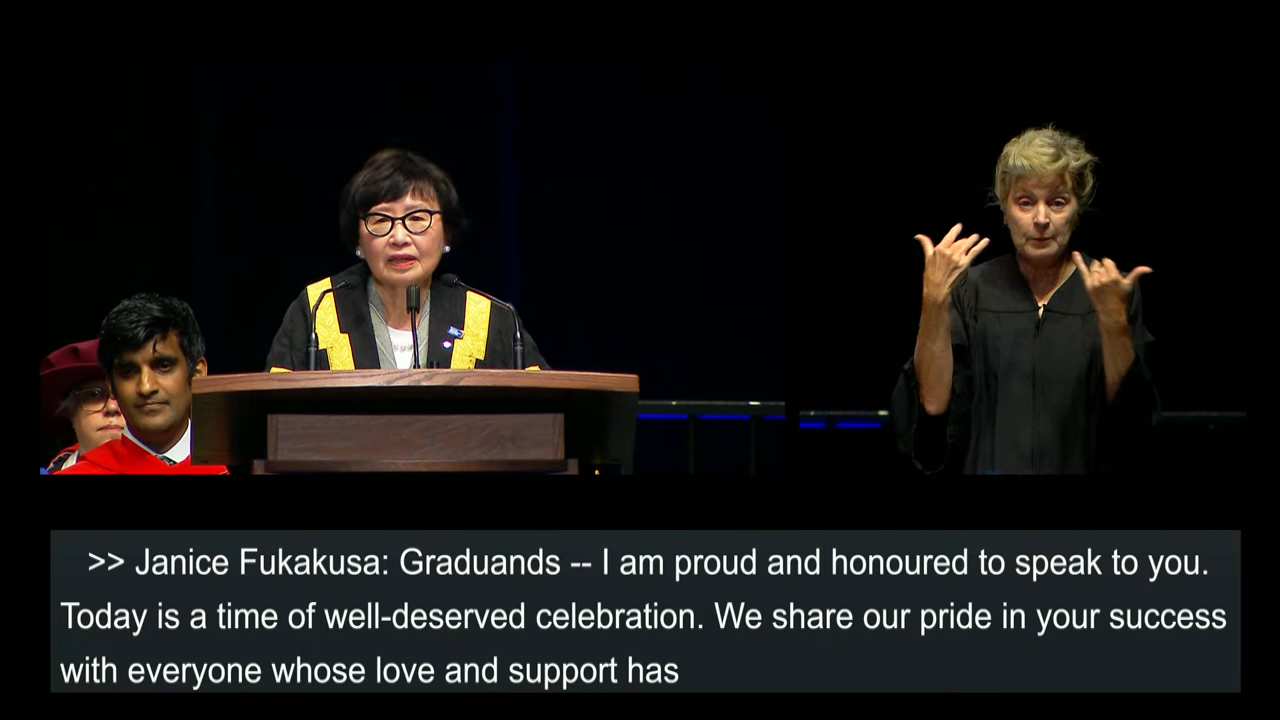 >> Janice Fukakusa: Graduands -- I am proud and honoured to speak to you.
Today is a time of well-deserved celebration. We share our pride in your success
with everyone whose love and support has